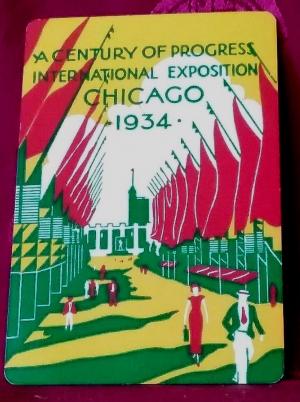 A CENTURY OF PROGRESS
INTERNATIONAL EXPOSITION
CHICAGO
· 1934 ·